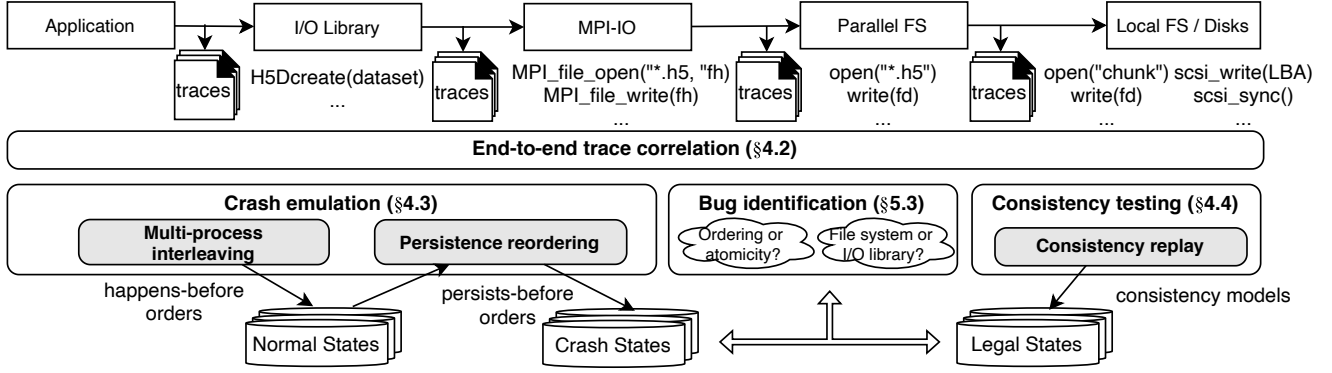 Application
I/O Library
MPI-IO
Parallel FS
Local FS / Disks
traces
H5Dcreate(dataset)
...
traces
MPI_file_open("*.h5, "fh)
MPI_file_write(fh)
...
traces
open("*.h5")
write(fd)
...
traces
open("chunk")
write(fd)
...
scsi_write(LBA)
scsi_sync()
...
End-to-end trace correlation (§4.2)
Crash emulation (§4.3)
Multi-process
interleaving
Persistence reordering
happens-before
orders
persists-before
orders
Normal States
Crash States
Bug identification (§5.3)
Ordering or
atomicity?
File system or
I/O library?
Consistency testing (§4.4)
Consistency replay
consistency models
Legal States